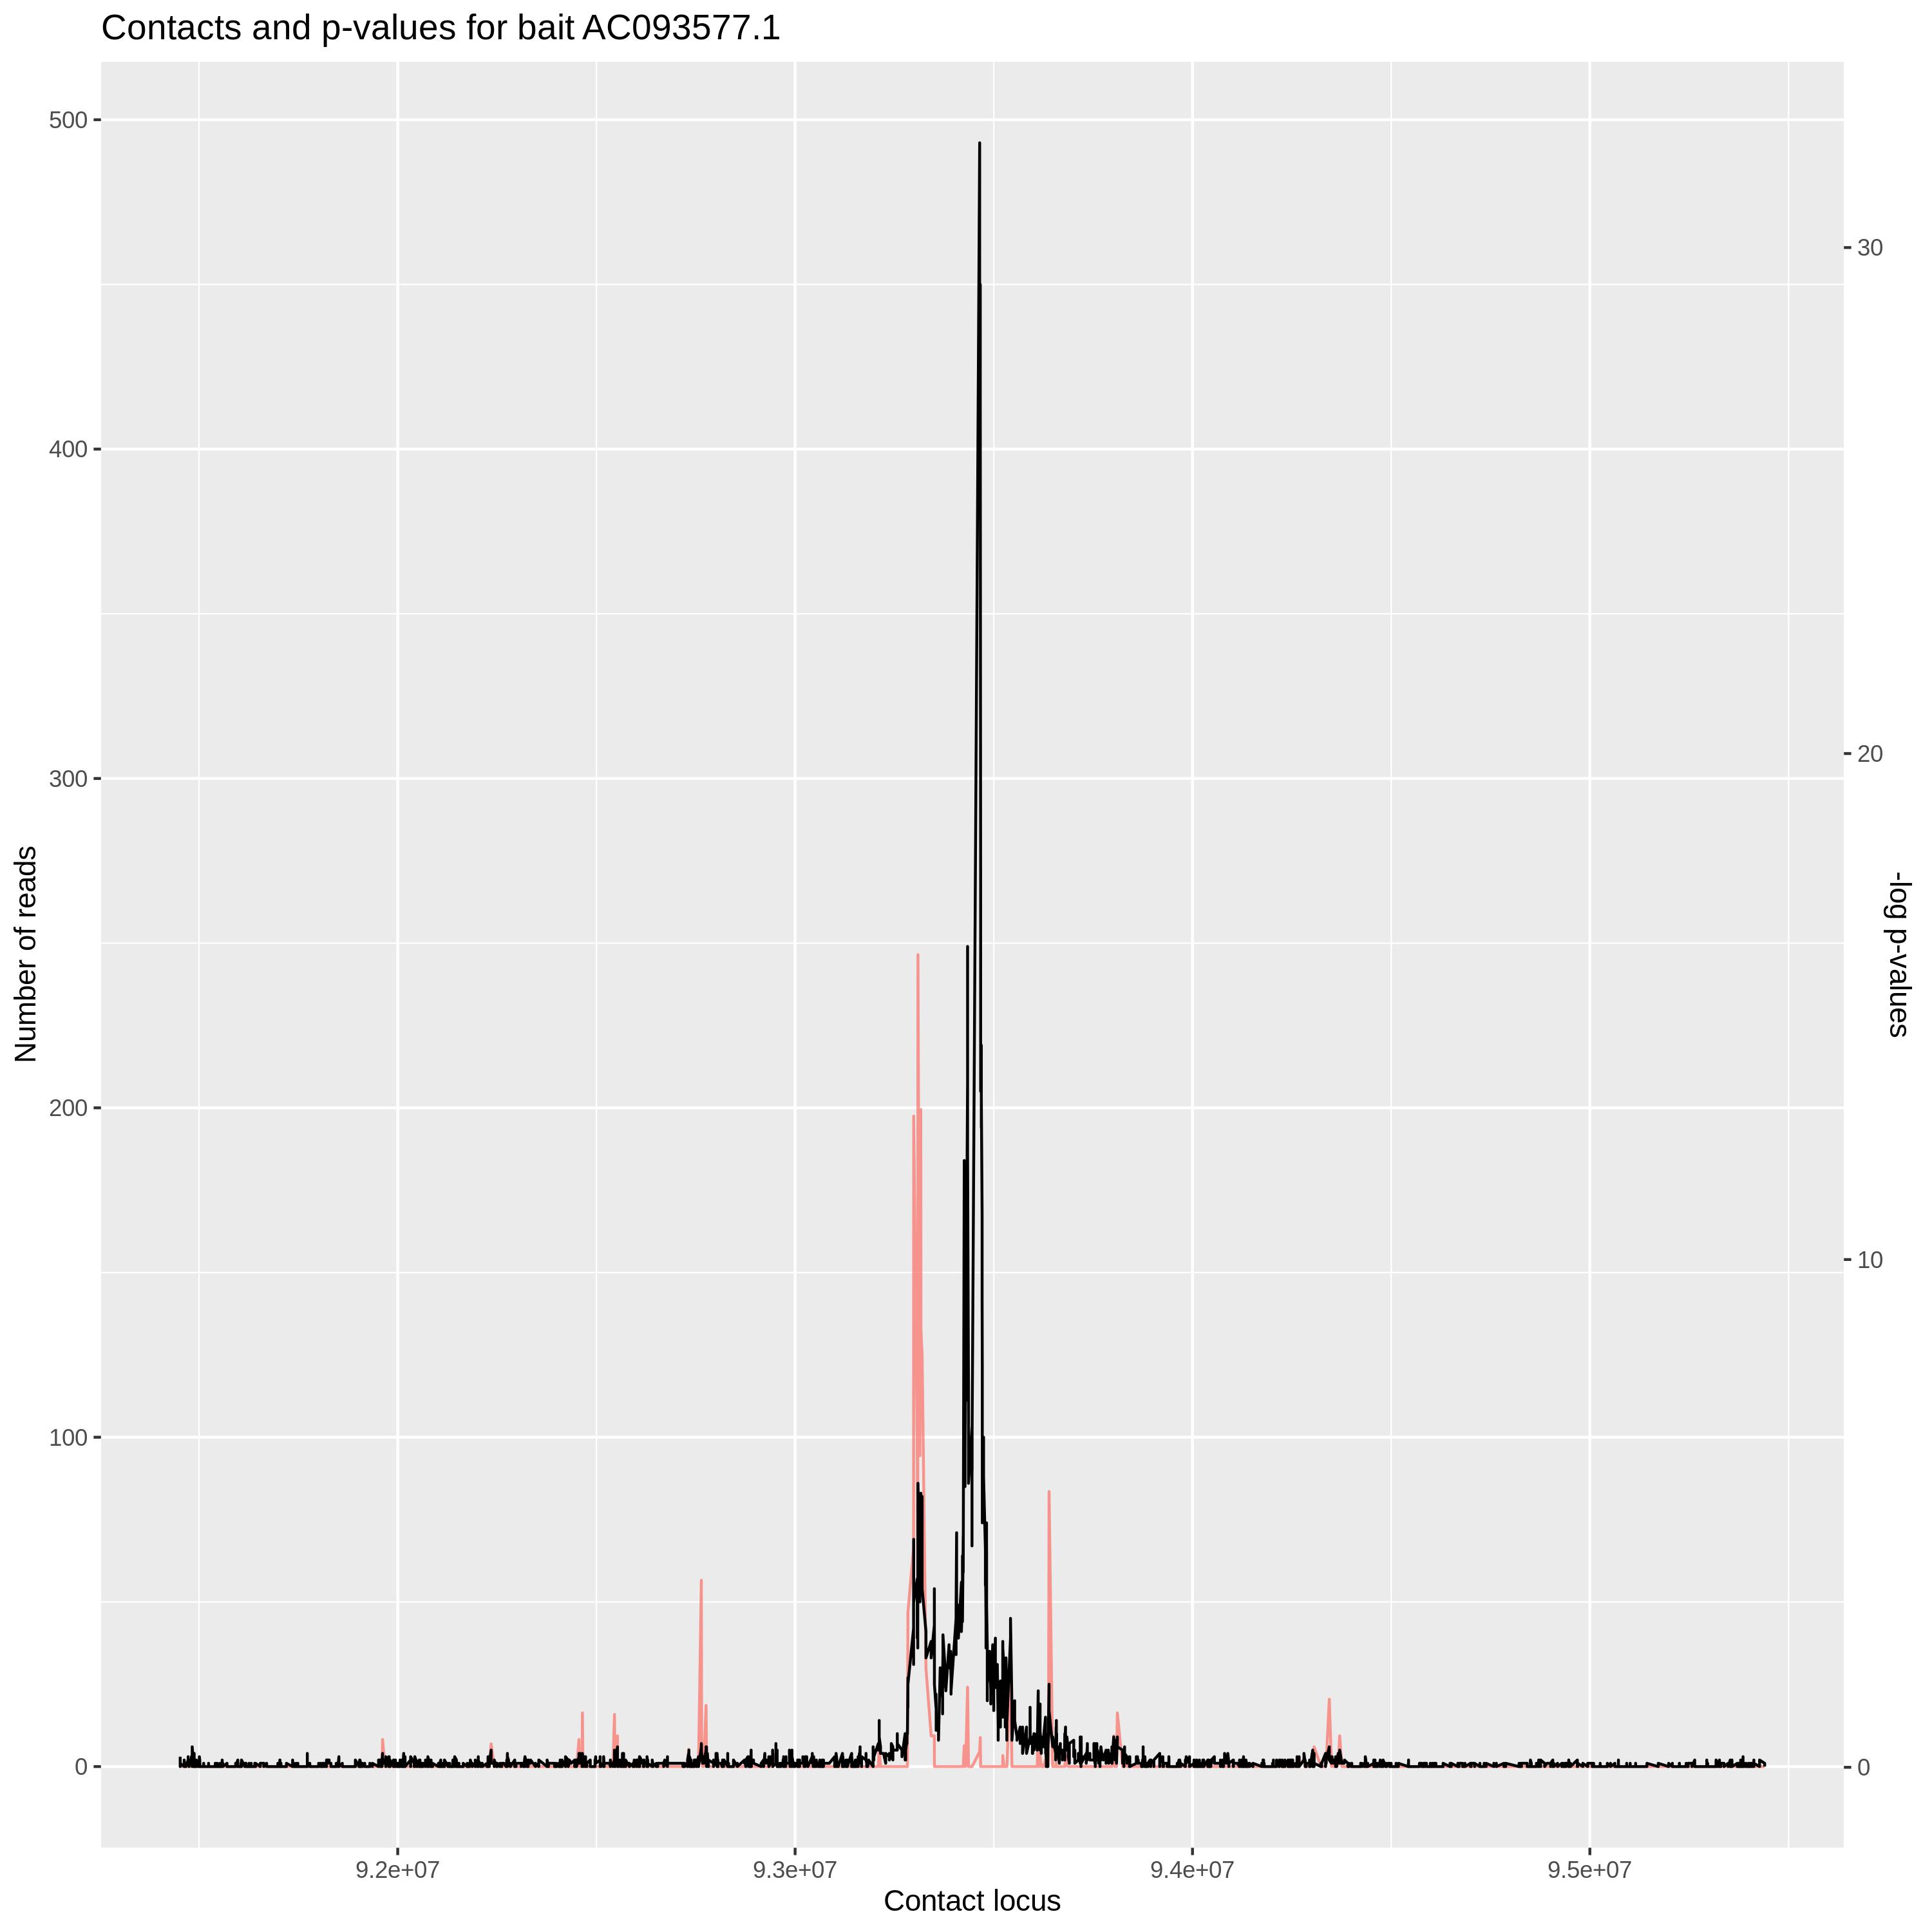 Contacts and p-values for bait AC093577.1
500
400
300
200
100
0
Number of reads
30
20
10
0
-log p-values
9.2e+07
9.3e+07
9.4e+07
9.5e+07
Contact locus